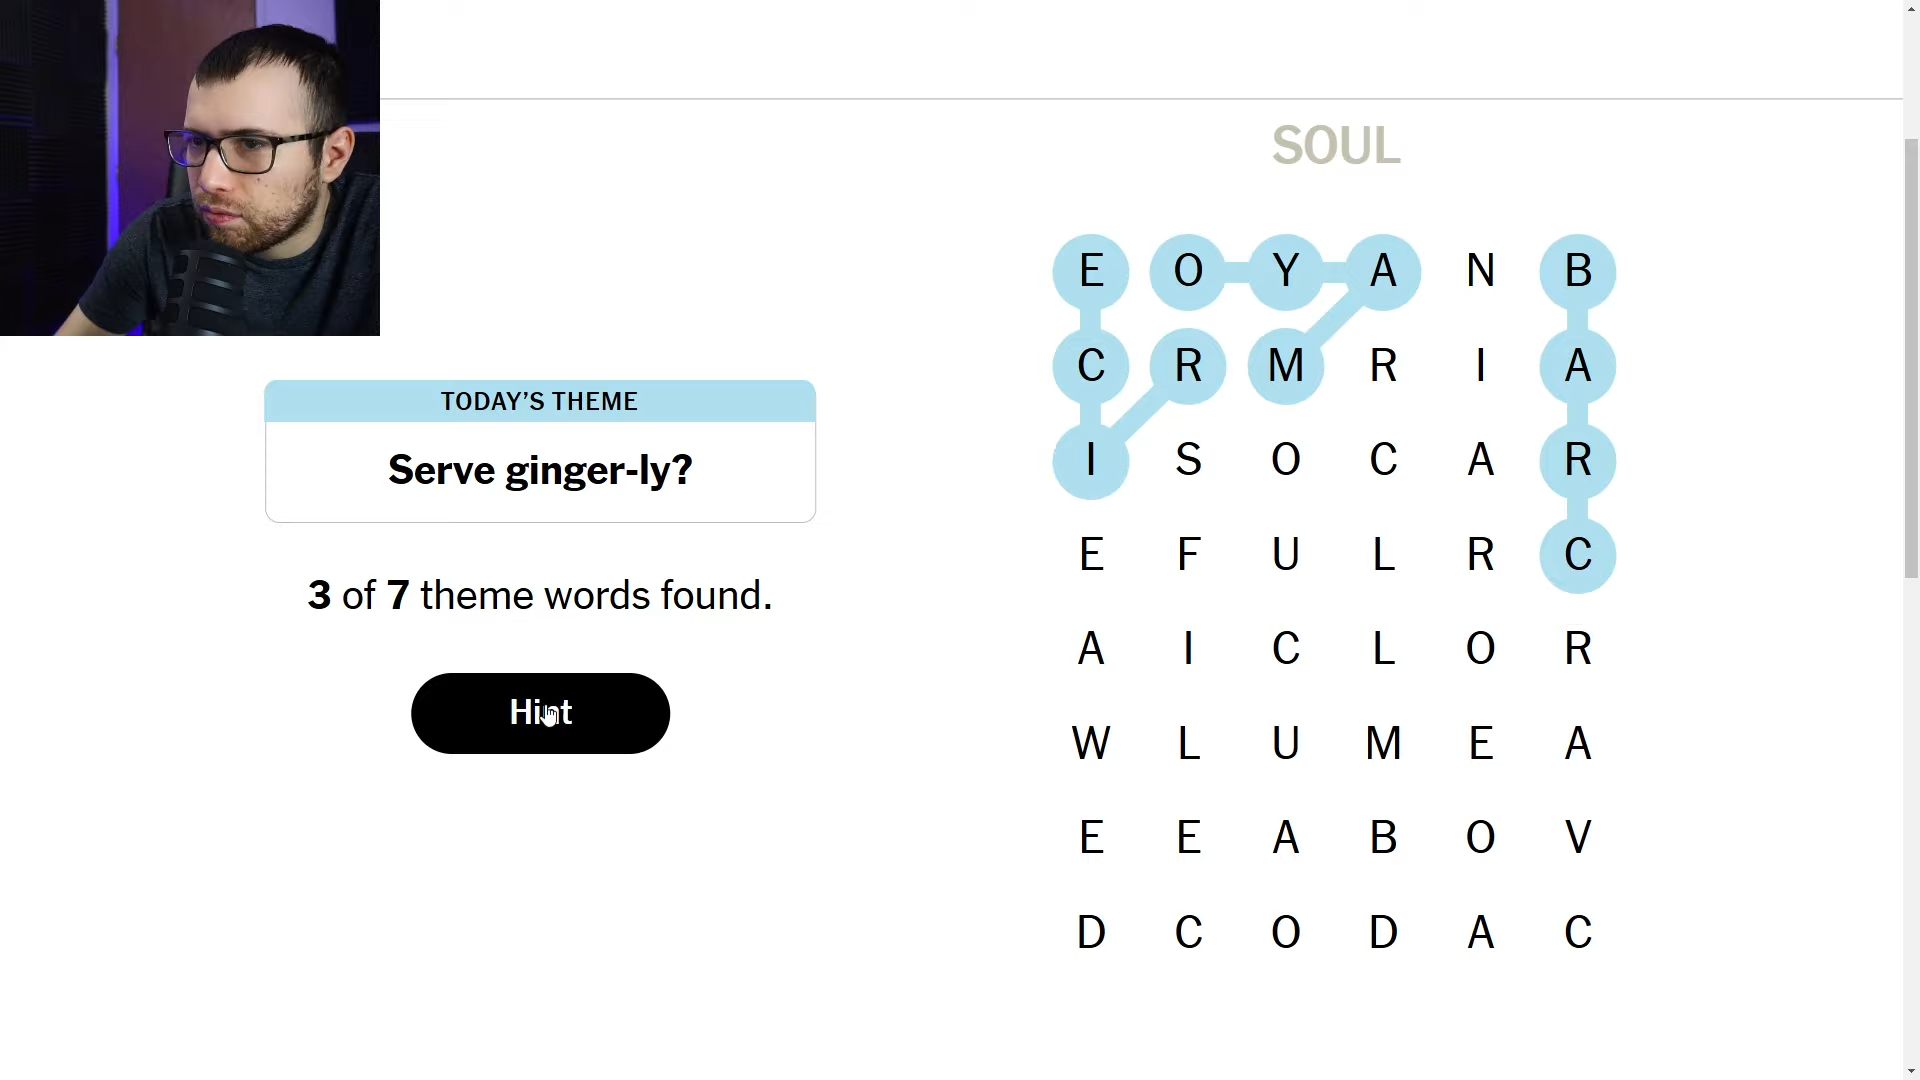 SOUL
TODAY’S THEME
Serve ginger-ly?
3 of 7 theme words found.
Hint
E O Y A N B
C R M R I A
I S O C A R
E F U L R C
A I C L O R
W L U M E A
E E A B O V
D C O D A C